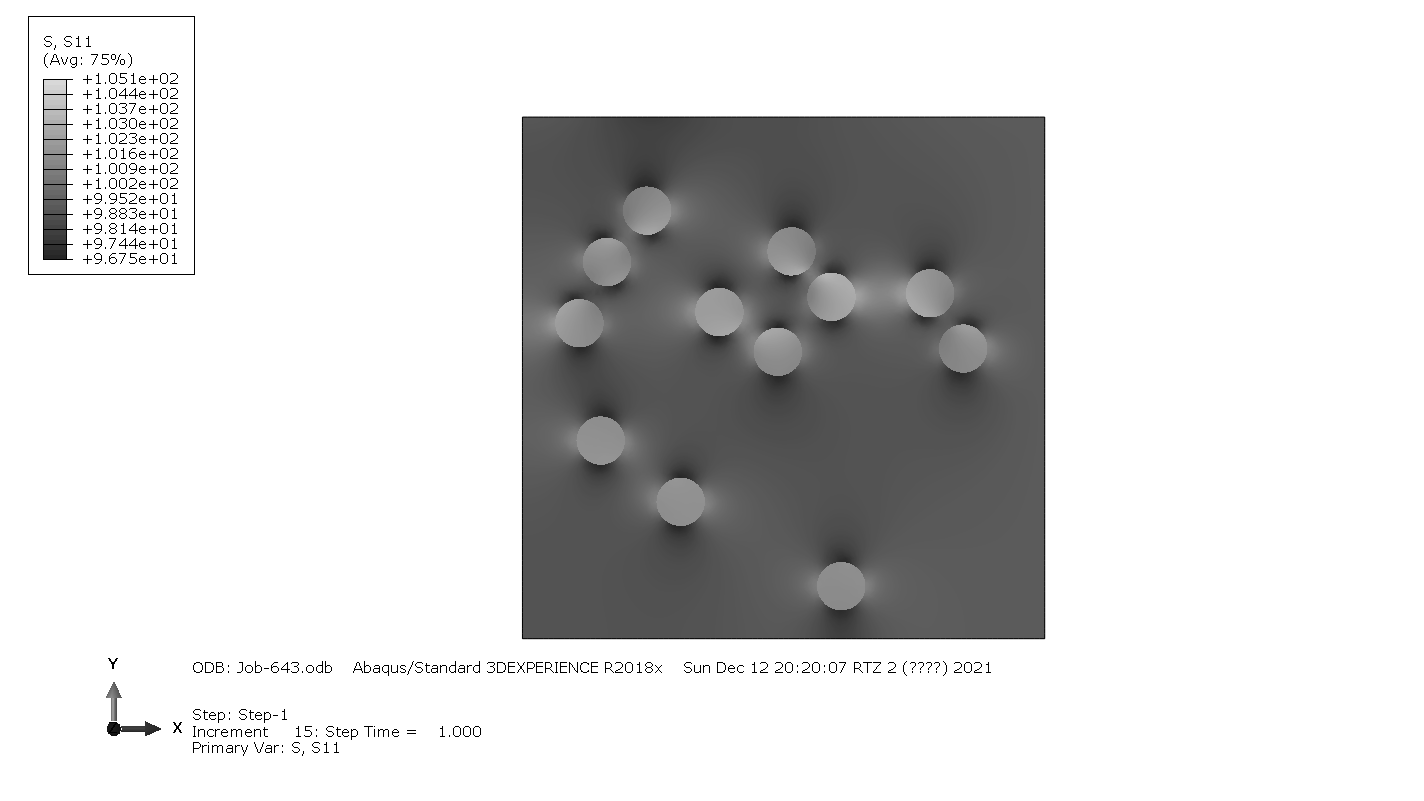 S, S11
(Avg: 75%)
+1.051e+02
+1.044e+02
+1.037e+02
+1.030e+02
+1.023e+02
+1.016e+02
+1.009e+02
+1.002e+02
+9.952e+01
+9.883e+01
+9.814e+01
+9.744e+01
+9.675e+01
Y
X
ODB: Job-643.odb    Abaqus/Standard 3DEXPERIENCE R2018x    Sun Dec 12 20:20:07 RTZ 2 (????) 2021
Step: Step-1
Increment     15: Step Time =    1.000
Primary Var: S, S11